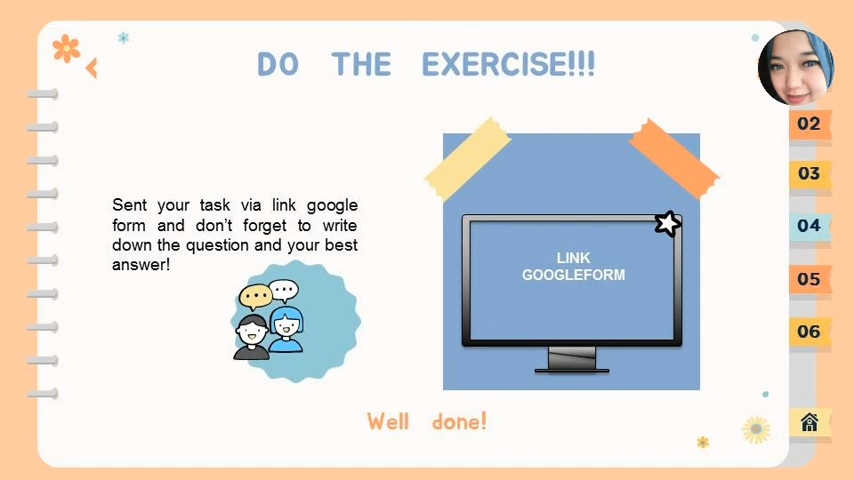 DO THE EXERCISE!!!
Sent your task via link google
form and don't forget to write
down the question and your best
answer!
LINK
GOOGLEFORM
Well done!
02
03
04
05
06